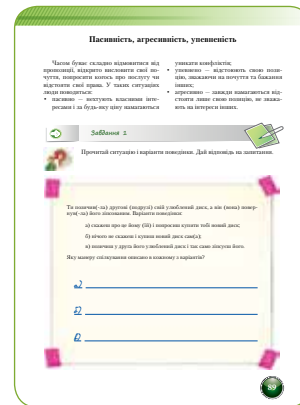 Пасивність, агресивність, упевненість
Часом буває складно відмовитися від
пропозиції, відкрито висловити свої по-
чуття, попросити когось про послугу чи
відстояти свої права. У таких ситуаціях
люди поводяться:
• пасивно — нехтують власними інте-
ресами і за будь-яку ціну намагаються
уникати конфліктів;
• упевнено — відстоюють свою пози-
цію, зважаючи на почуття та бажання
інших;
• агресивно — завжди намагаються від-
стояти лише свою позицію, не зважа-
ють на інтереси інших.
Завдання 2
Прочитай ситуацію і варіанти поведінки. Дай відповідь на запитання.
Ти позичив(-ла) другові (подрузі) свій улюблений диск, а він (вона) повер-
нув(-ла) його зіпсованим. Варіанти поведінки:
а) скажеш про це йому (їй) і попросиш купити тобі новий диск;
б) нічого не скажеш і купиш новий диск сам(а);
в) позичиш у друга його улюблений диск і так само зіпсуєш його.
Яку манеру спілкування описано в кожному з варіантів?
а)
б)
в)
89